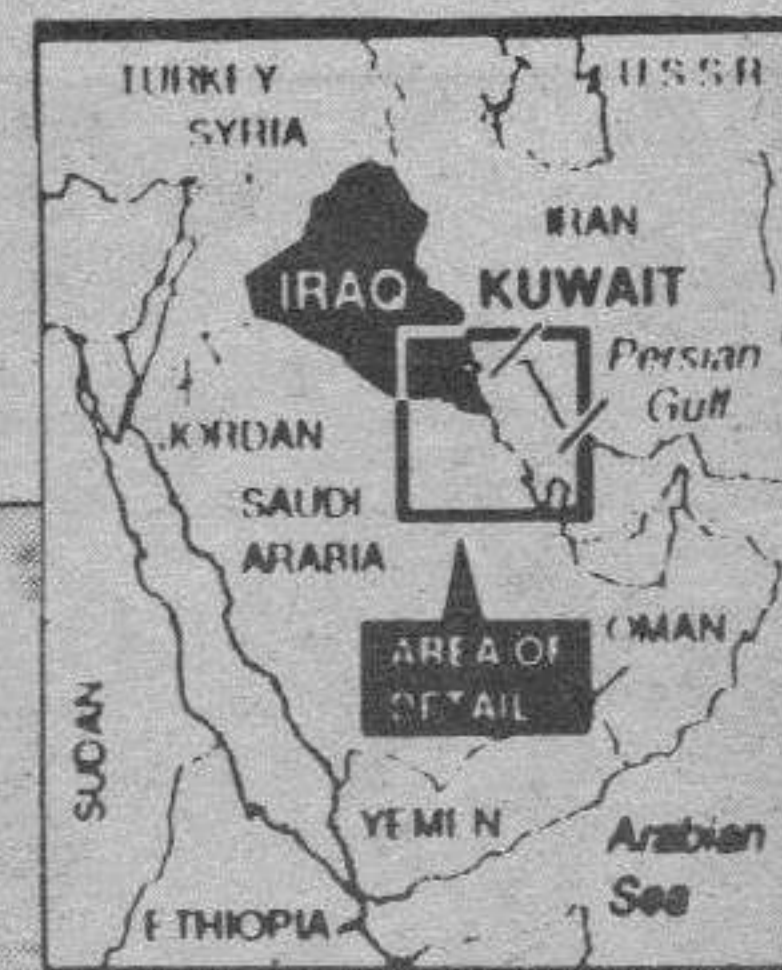 TURKEY
U.S.S.R.
SYRIA
IRAN
IRAQ
KUWAIT
Persian
Gulf
JORDAN
SAUDI
ARABIA
AREA OF
DETAIL
OMAN
SUDAN
YEMEN
Arabian
Sea
ETHIOPIA